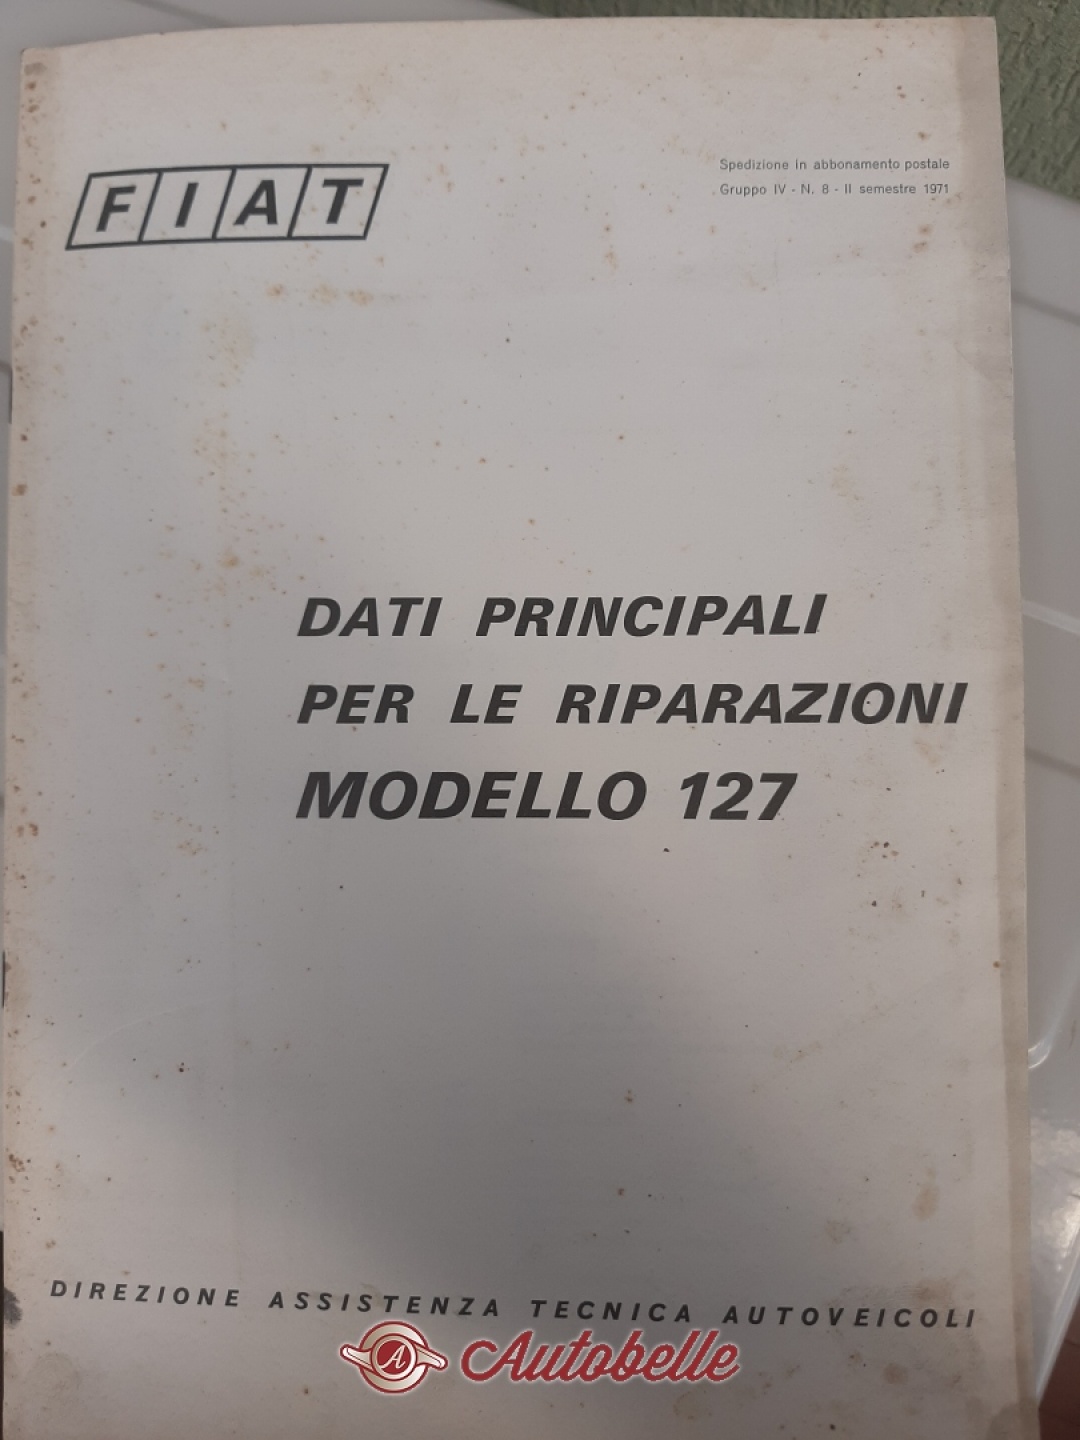 FIAT
Spedizione in abbonamento postale
Gruppo IV - N. 8 - II semestre 1971
DATI PRINCIPALI
PER LE RIPARAZIONI
MODELLO 127
DIREZIONE ASSISTENZA TECNICA AUTOVEICOLI
A Autobelle